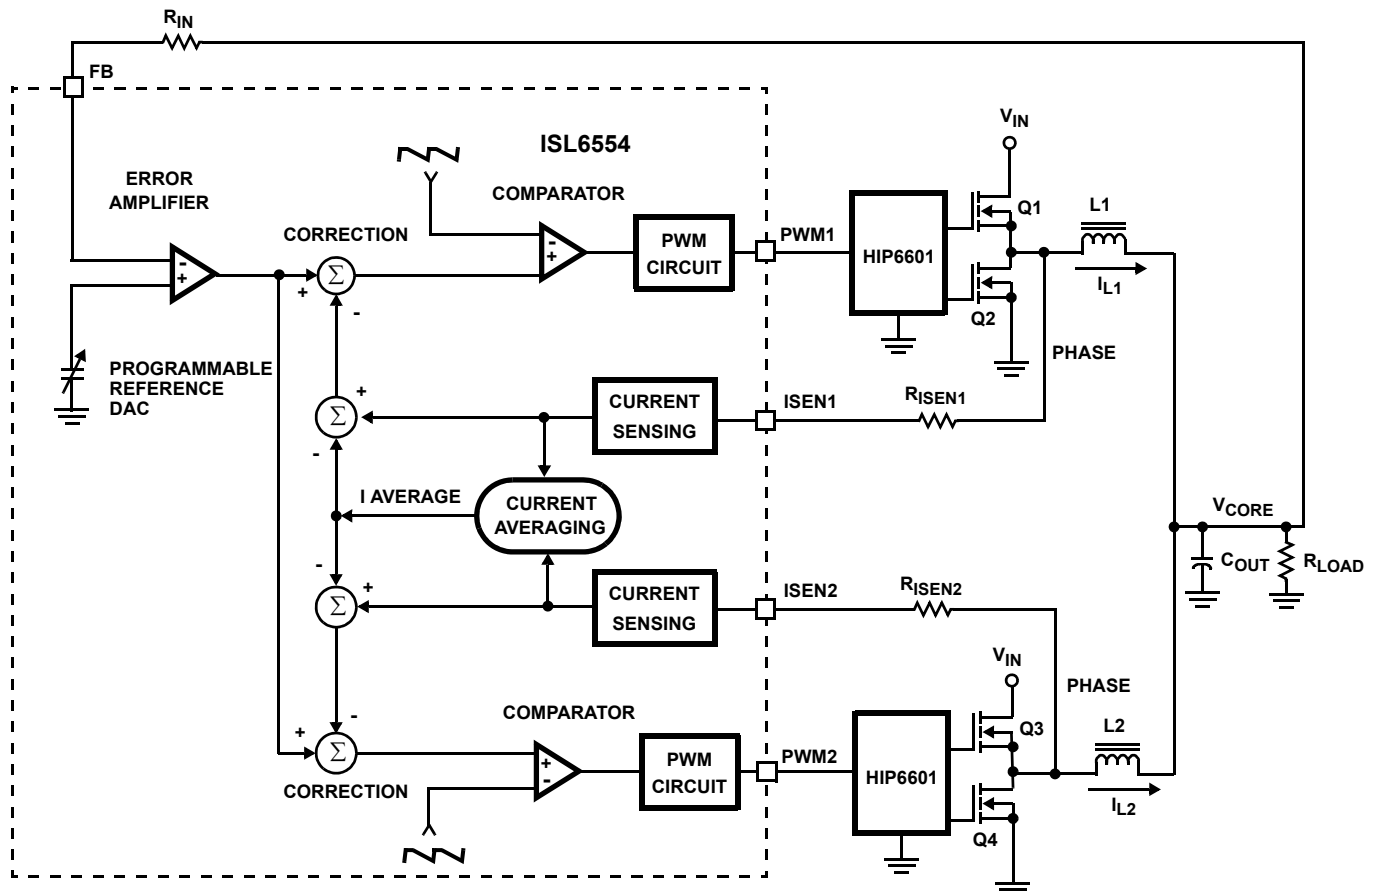 RIN
FB
ISL6554
VIN
ERROR
AMPLIFIER
COMPARATOR
Q1
L1
CORRECTION
-
+
-
+
Σ
+
-
PWM
CIRCUIT
PWM1
HIP6601
IL1
Q2
PHASE
PROGRAMMABLE
REFERENCE
DAC
+
Σ
-
CURRENT
SENSING
ISEN1
RISEN1
I AVERAGE
CURRENT
AVERAGING
VCORE
COUT
RLOAD
-
+
Σ
CURRENT
SENSING
ISEN2
RISEN2
VIN
PHASE
-
+
Σ
CORRECTION
COMPARATOR
+
-
PWM
CIRCUIT
PWM2
HIP6601
Q3
L2
IL2
Q4